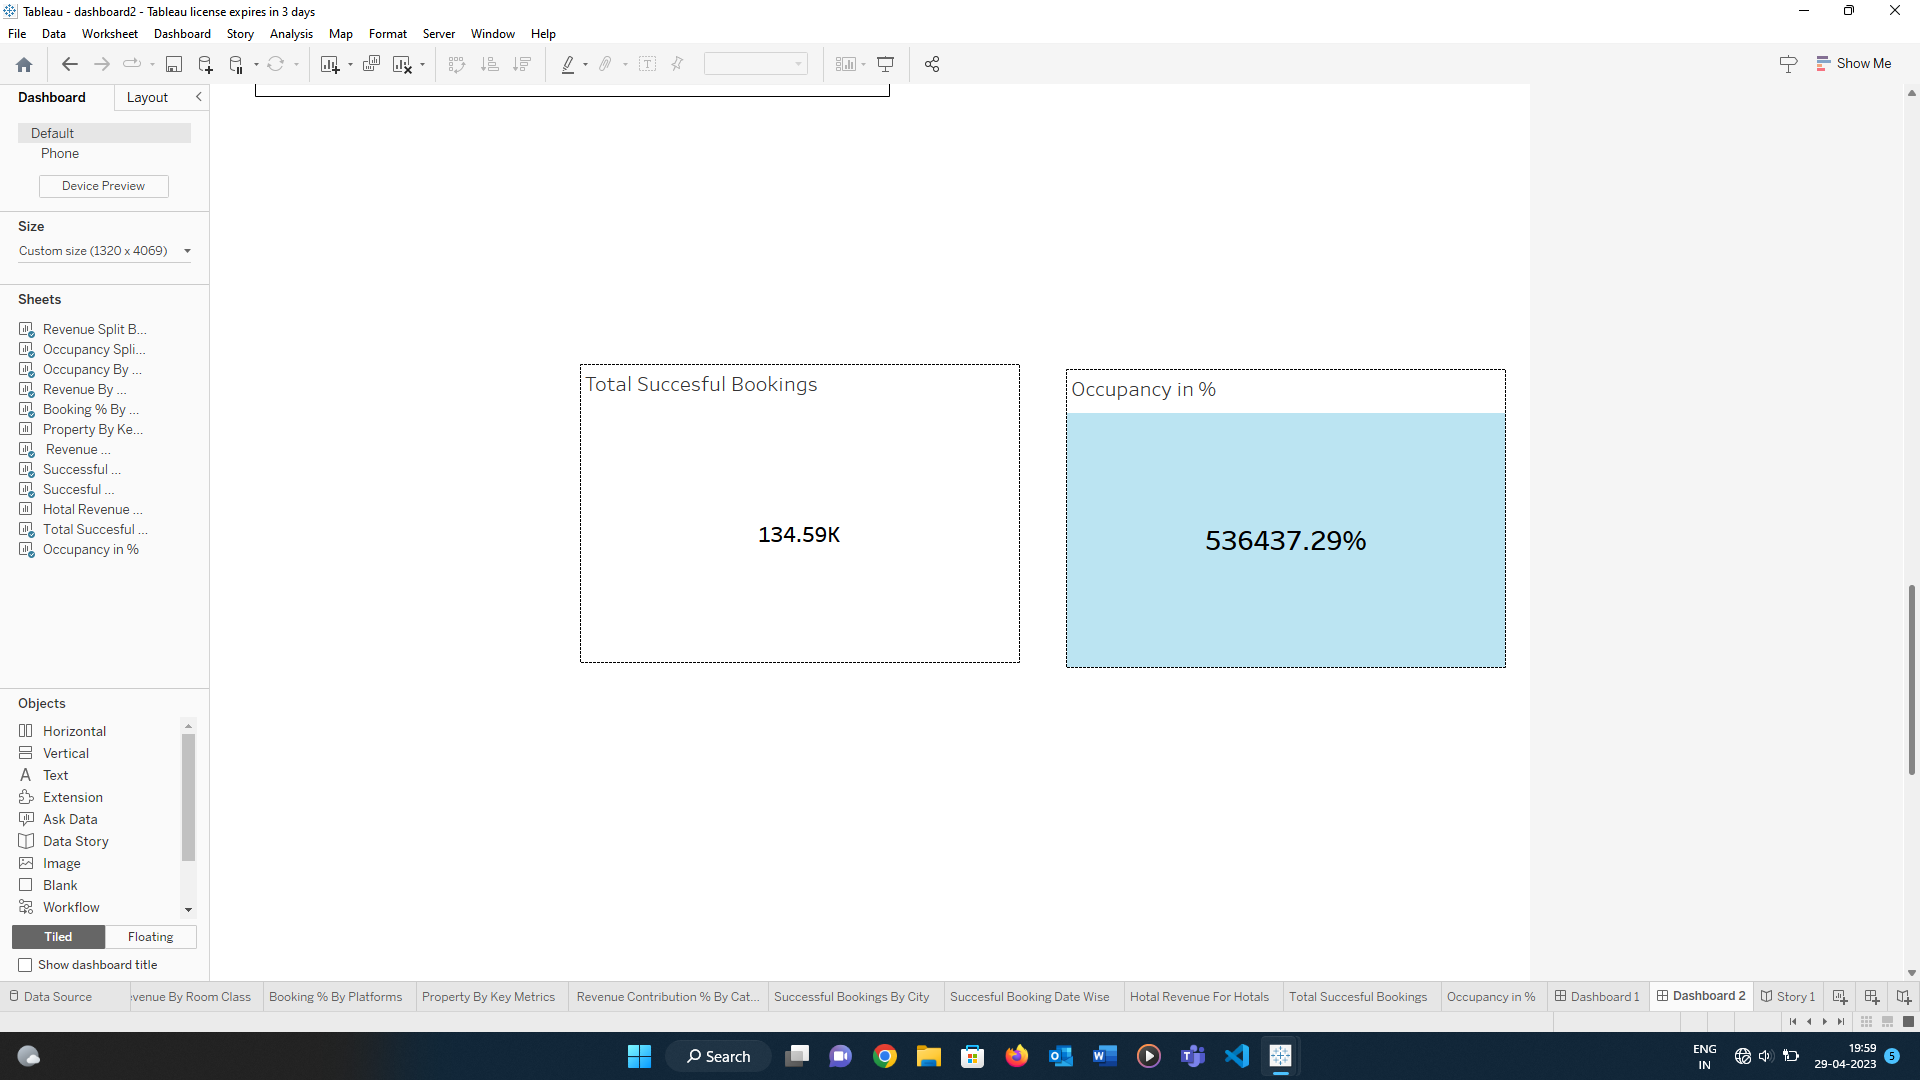 Tableau - dashboard2 - Tableau license expires in 3 days
File Data Worksheet Dashboard Story Analysis Map Format Server Window Help
Show Me
Dashboard Layout
Default
Phone
Device Preview
Size
Custom size (1320 x 4069)
Sheets
Revenue Split B...
Occupancy Spli...
Occupancy By ...
Revenue By ...
Booking % By ...
Property By Ke...
Revenue ...
Successful ...
Succesful ...
Hotal Revenue ...
Total Succesful ...
Occupancy in %
Objects
Horizontal
Vertical
Text
Extension
Ask Data
Data Story
Image
Blank
Workflow
Tiled Floating
Show dashboard title
Total Succesful Bookings
134.59K
Occupancy in %
536437.29%
Data Source evenue By Room Class Booking % By Platforms Property By Key Metrics Revenue Contribution % By Cat... Successful Bookings By City Succesful Booking Date Wise Hotal Revenue For Hotals Total Succesful Bookings Occupancy in % Dashboard 1 Dashboard 2 Story 1
Search
ENG
IN
19:59
29-04-2023
5